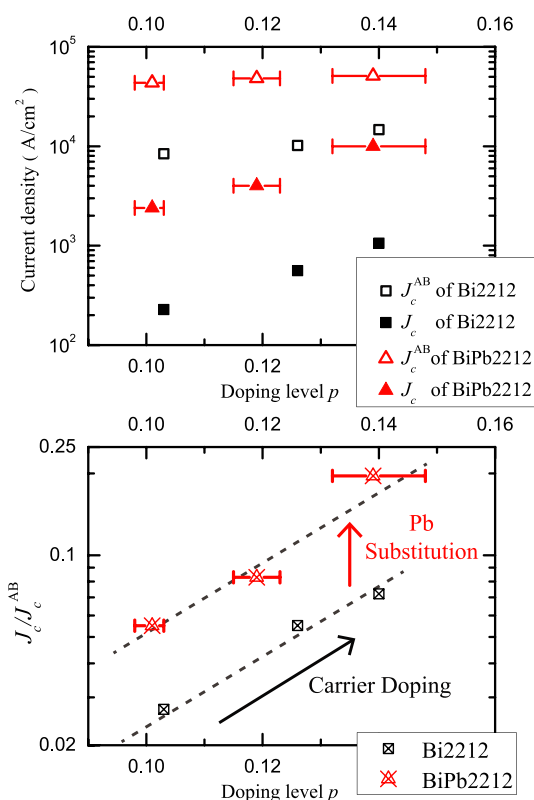 0.10 0.12 0.14 0.16
10^5
10^4
10^3
10^2
Current density ( A/cm^2 )
J_c^AB of Bi2212
J_c of Bi2212
J_c^AB of BiPb2212
J_c of BiPb2212
0.10 0.12
Doping level p
0.10 0.12 0.14 0.16
0.25
0.1
0.02
J_c/J_c^AB
Pb
Substitution
Carrier Doping
Bi2212
BiPb2212
0.10 0.12
Doping level p